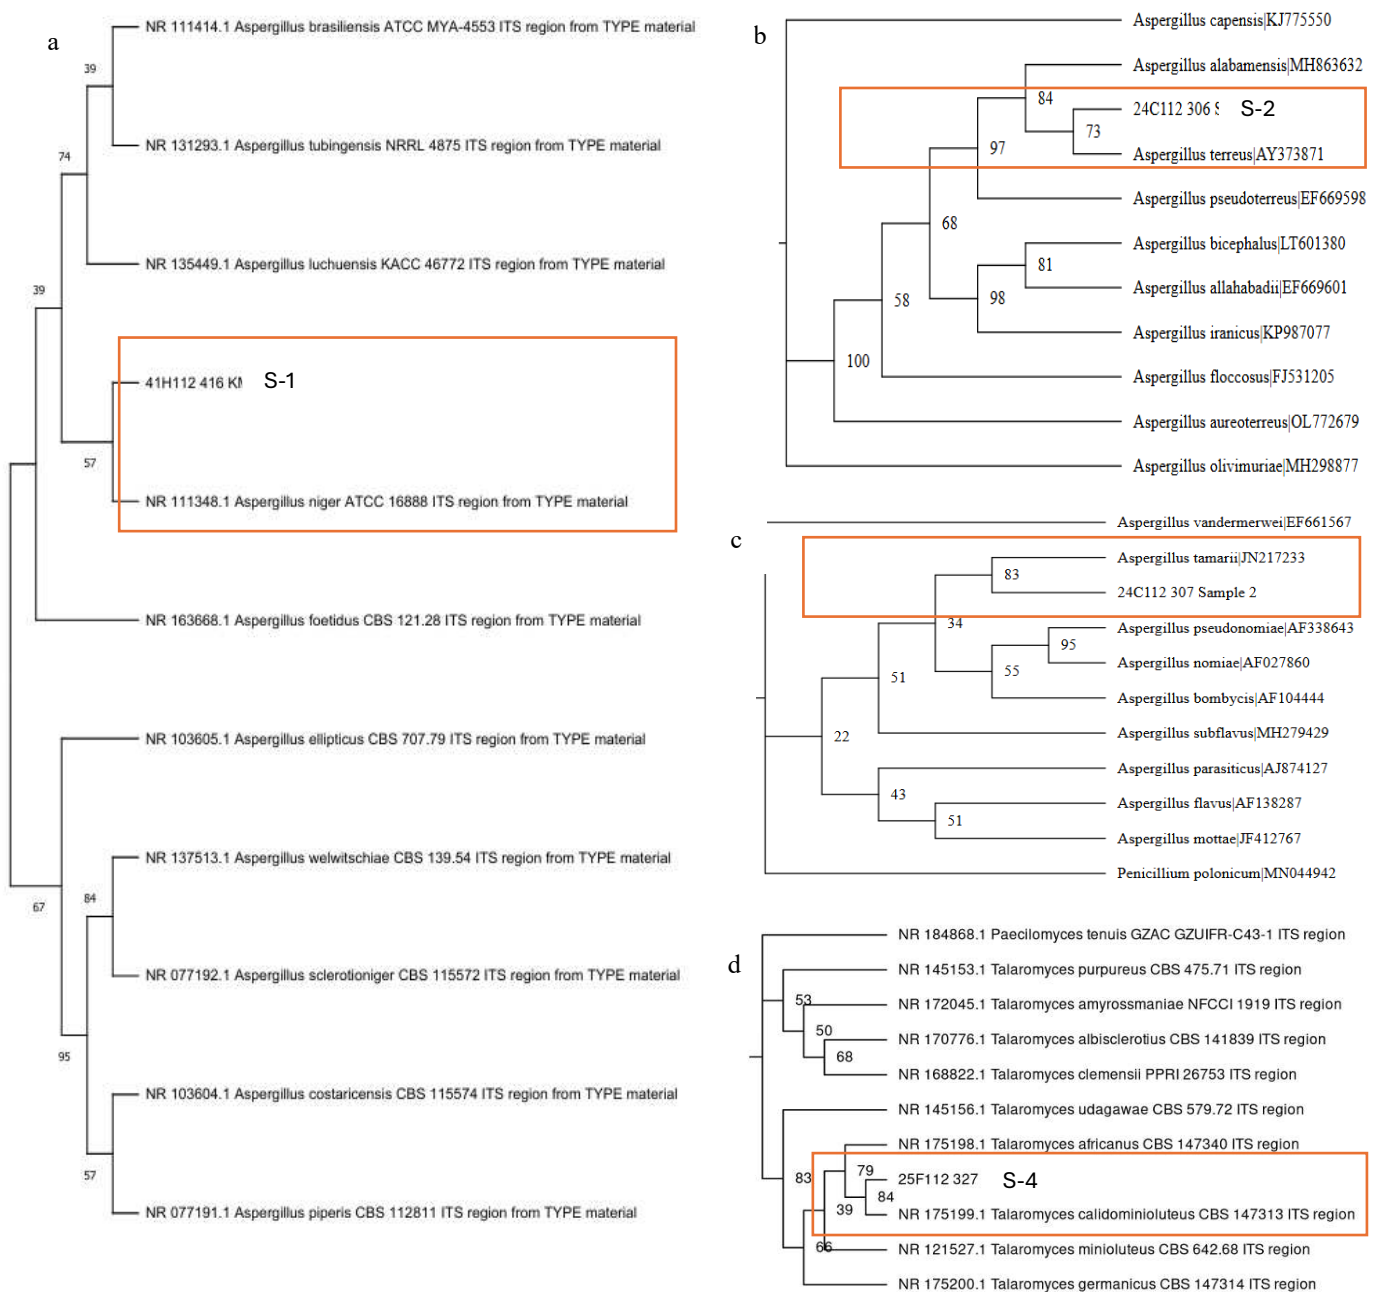 a
NR 111414.1 Aspergillus brasiliensis ATCC MYA-4553 ITS region from TYPE material
39
NR 131293.1 Aspergillus tubingensis NRRL 4875 ITS region from TYPE material
74
NR 135449.1 Aspergillus luchuensis KACC 46772 ITS region from TYPE material
39
41H112 416 S-1
57
NR 111348.1 Aspergillus niger ATCC 16888 ITS region from TYPE material
NR 163668.1 Aspergillus foetidus CBS 121.28 ITS region from TYPE material
NR 103605.1 Aspergillus ellipticus CBS 707.79 ITS region from TYPE material
67
NR 137513.1 Aspergillus welwitschiae CBS 139.54 ITS region from TYPE material
84
NR 077192.1 Aspergillus sclerotioniger CBS 115572 ITS region from TYPE material
95
NR 103604.1 Aspergillus costaricensis CBS 115574 ITS region from TYPE material
57
NR 077191.1 Aspergillus piperis CBS 112811 ITS region from TYPE material
b
Aspergillus capensis|KJ775550
Aspergillus alabamensis|MH863632
84
24C112 306 S-2
73
Aspergillus terreus|AY373871
97
Aspergillus pseudoterreus|EF669598
68
Aspergillus bicephalus|LT601380
81
Aspergillus allahabadii|EF669601
58
98
Aspergillus iranicus|KP987077
100
Aspergillus floccosus|FJ531205
Aspergillus aureoterreus|OL772679
Aspergillus olivimuriae|MH298877
c
Aspergillus vandermerwei|EF661567
Aspergillus tamarii|JN217233
83
24C112 307 Sample 2
34
Aspergillus pseudonomiae|AF338643
95
Aspergillus nomiae|AF027860
55
51
Aspergillus bombycis|AF104444
Aspergillus subflavus|MH279429
22
Aspergillus parasiticus|AJ874127
43
Aspergillus flavus|AF138287
51
Aspergillus mottae|JF412767
Penicillium polonicum|MN044942
d
NR 184868.1 Paecilomyces tenuis GZAC GZUIFR-C43-1 ITS region
NR 145153.1 Talaromyces purpureus CBS 475.71 ITS region
53
NR 172045.1 Talaromyces amyrossmaniae NFCCI 1919 ITS region
50
NR 170776.1 Talaromyces albisclerotius CBS 141839 ITS region
68
NR 168822.1 Talaromyces clemensii PPRI 26753 ITS region
NR 145156.1 Talaromyces udagawae CBS 579.72 ITS region
NR 175198.1 Talaromyces africanus CBS 147340 ITS region
83
79
25F112 327 S-4
84
39
NR 175199.1 Talaromyces calidominioluteus CBS 147313 ITS region
66
NR 121527.1 Talaromyces minioluteus CBS 642.68 ITS region
NR 175200.1 Talaromyces germanicus CBS 147314 ITS region